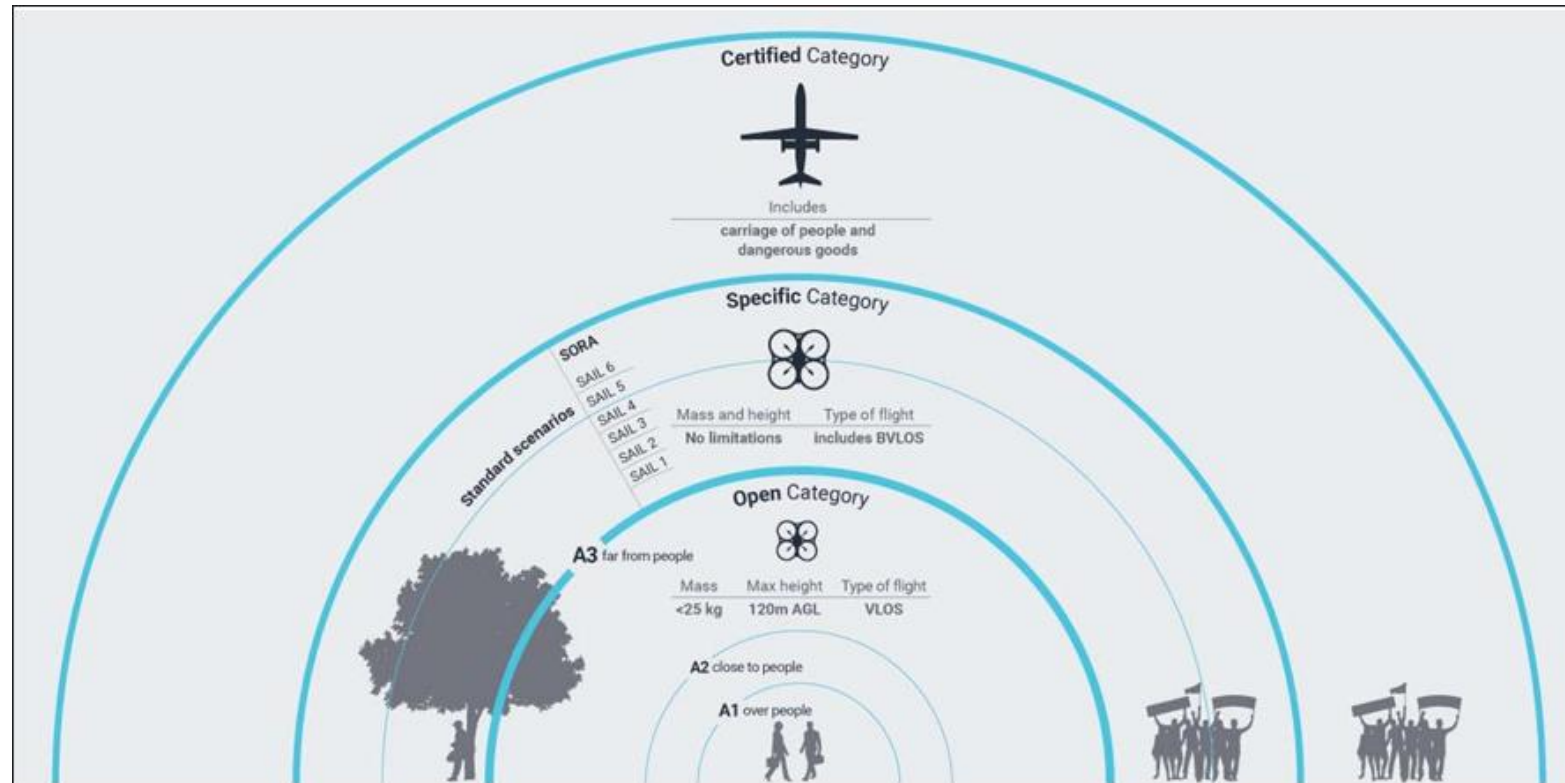 Certified Category
Includes
carriage of people and
dangerous goods
Specific Category
SORA
SAIL 6
SAIL 5
SAIL 4
SAIL 3
SAIL 2
SAIL 1
Standard scenarios
Mass and height Type of flight
No limitations includes BVLOS
Open Category
A3 far from people
Mass Max height Type of flight
<25 kg 120m AGL VLOS
A2 close to people
A1 over people